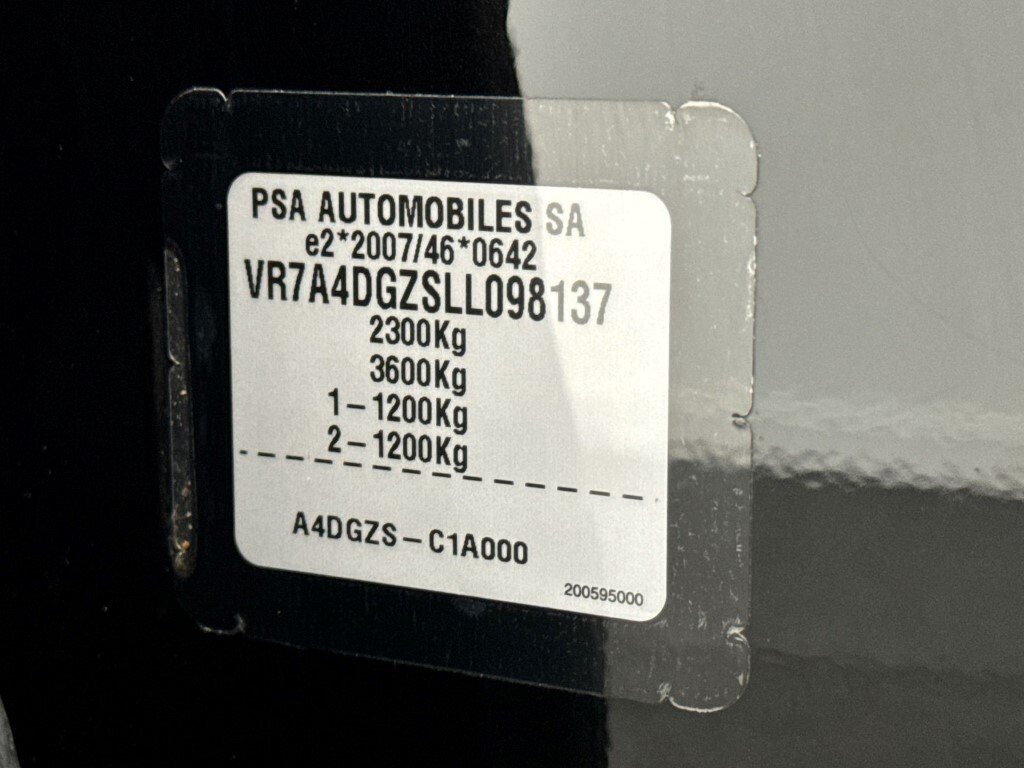 PSA AUTOMOBILES SA
e2*2007/46*0642
VR7A4DGZSLL098137
2300Kg
3600Kg
1–1200Kg
2–1200Kg
A4DGZS–C1A000
200595000